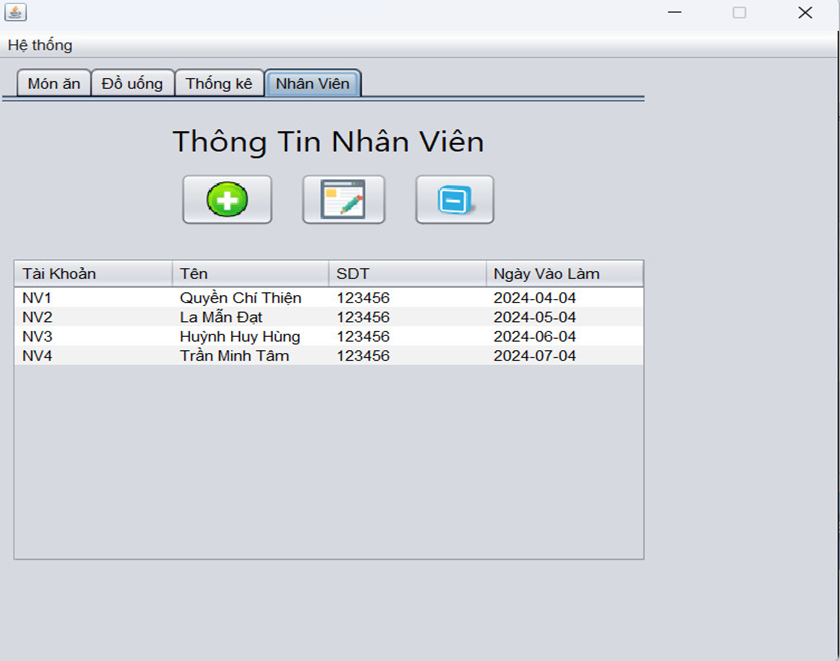 Hệ thống
Món ăn Đồ uống Thống kê Nhân Viên
Thông Tin Nhân Viên
Tài Khoản Tên SDT Ngày Vào Làm
NV1 Quyền Chí Thiện 123456 2024-04-04
NV2 La Mẫn Đạt 123456 2024-05-04
NV3 Huỳnh Huy Hùng 123456 2024-06-04
NV4 Trần Minh Tâm 123456 2024-07-04